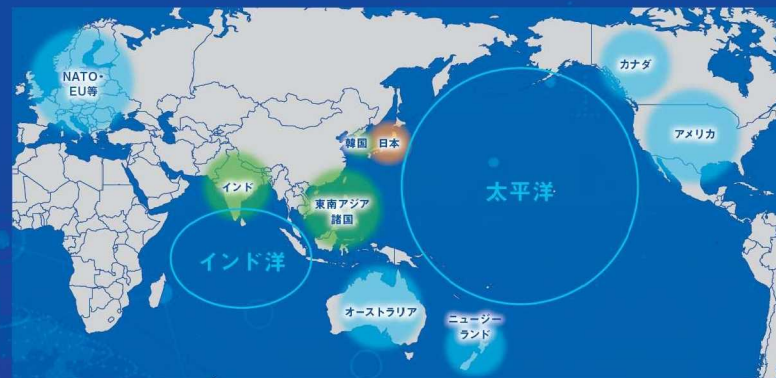 NATO・
EU等
カナダ
アメリカ
韓国
日本
インド
東南アジア
諸国
太平洋
インド洋
オーストラリア
ニュージー
ランド